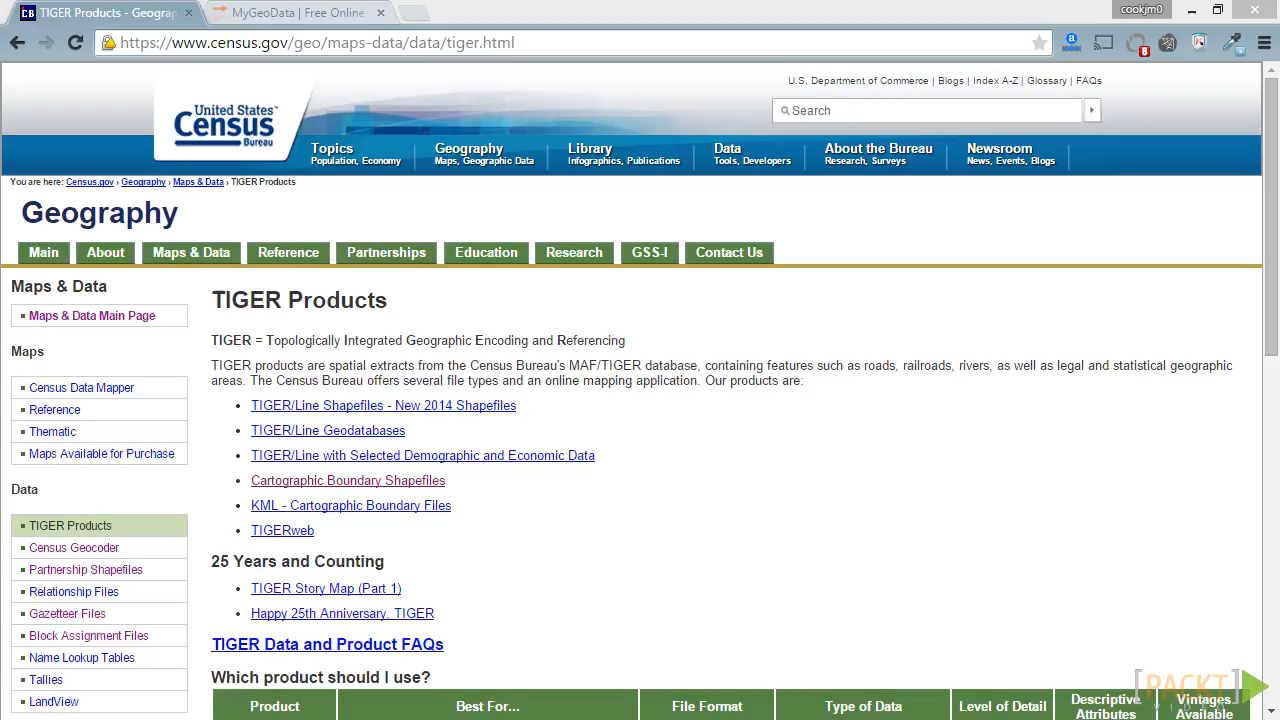 TIGER Products - Geograp
MyGeoData | Free Online
cookjm0
https://www.census.gov/geo/maps-data/data/tiger.html
8
U.S. Department of Commerce | Blogs | Index A-Z | Glossary | FAQs
United States™
Census
Bureau
Search
Topics
Population, Economy
Geography
Maps, Geographic Data
Library
Infographics, Publications
Data
Tools, Developers
About the Bureau
Research, Surveys
Newsroom
News, Events, Blogs
You are here: Census.gov › Geography › Maps & Data › TIGER Products
Geography
Main About Maps & Data Reference Partnerships Education Research GSS-I Contact Us
Maps & Data
Maps & Data Main Page
Maps
Census Data Mapper
Reference
Thematic
Maps Available for Purchase
Data
TIGER Products
Census Geocoder
Partnership Shapefiles
Relationship Files
Gazetteer Files
Block Assignment Files
Name Lookup Tables
Tallies
LandView
TIGER Products
TIGER = Topologically Integrated Geographic Encoding and Referencing
TIGER products are spatial extracts from the Census Bureau's MAF/TIGER database, containing features such as roads, railroads, rivers, as well as legal and statistical geographic
areas. The Census Bureau offers several file types and an online mapping application. Our products are:
• TIGER/Line Shapefiles - New 2014 Shapefiles
• TIGER/Line Geodatabases
• TIGER/Line with Selected Demographic and Economic Data
• Cartographic Boundary Shapefiles
• KML - Cartographic Boundary Files
• TIGERweb
25 Years and Counting
• TIGER Story Map (Part 1)
• Happy 25th Anniversary, TIGER
TIGER Data and Product FAQs
Which product should I use?
Product
Best For...
File Format
Type of Data
Level of Detail
Descriptive
Attributes
Vintages
Available
[PACKT]
VIDEO